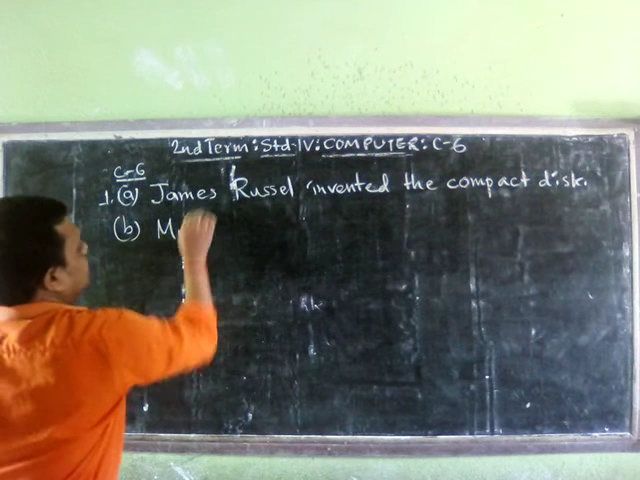 2nd Term: Std-IV: COMPUTER: C-6
C-6
1. (a) James Russel invented the compact disk.
(b) M